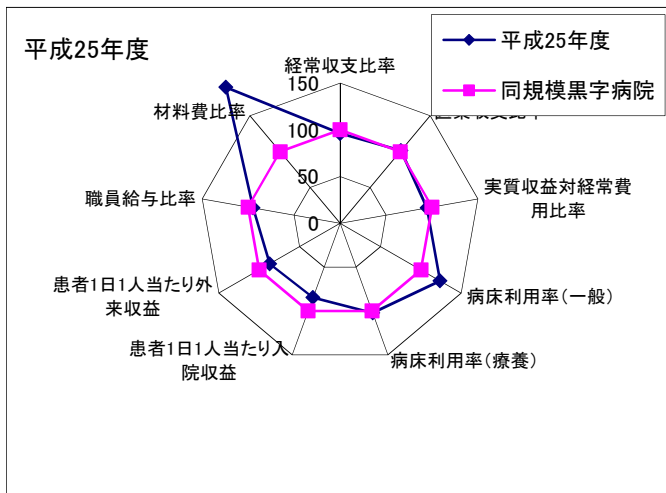 平成25年度
平成25年度
同規模黒字病院
経常収支比率
実質収益対経常費
用比率
病床利用率(一般)
病床利用率(療養)
患者1日1人当たり入
院収益
患者1日1人当たり外
来収益
職員給与比率
材料費比率
150
100
50
0